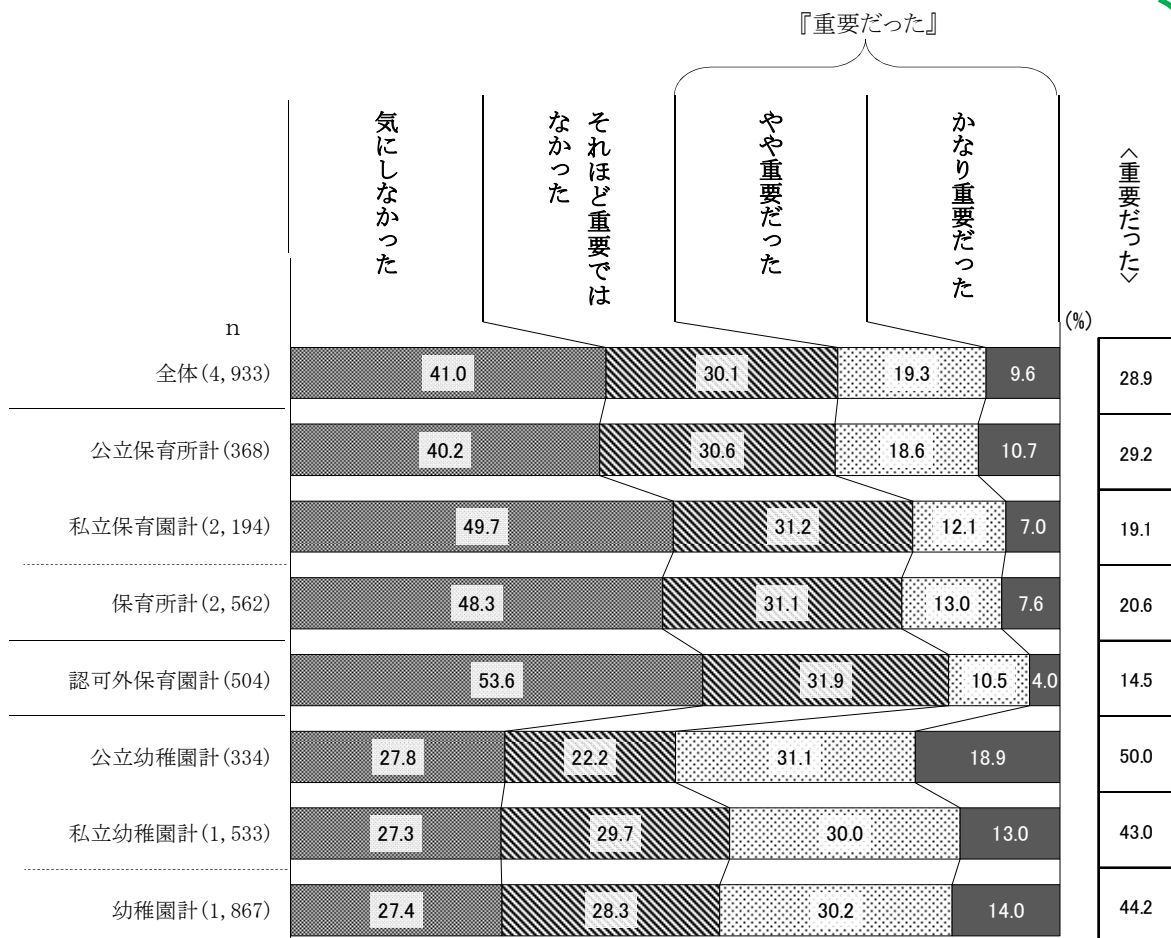 『重要だった』
気にしなかった
それほど重要では
なかった
やや重要だった
かなり重要だった
〈重要だった〉
n
(%)
全体(4,933) 41.0 30.1 19.3 9.6 28.9
公立保育所計(368) 40.2 30.6 18.6 10.7 29.2
私立保育園計(2,194) 49.7 31.2 12.1 7.0 19.1
保育所計(2,562) 48.3 31.1 13.0 7.6 20.6
認可外保育園計(504) 53.6 31.9 10.5 4.0 14.5
公立幼稚園計(334) 27.8 22.2 31.1 18.9 50.0
私立幼稚園計(1,533) 27.3 29.7 30.0 13.0 43.0
幼稚園計(1,867) 27.4 28.3 30.2 14.0 44.2